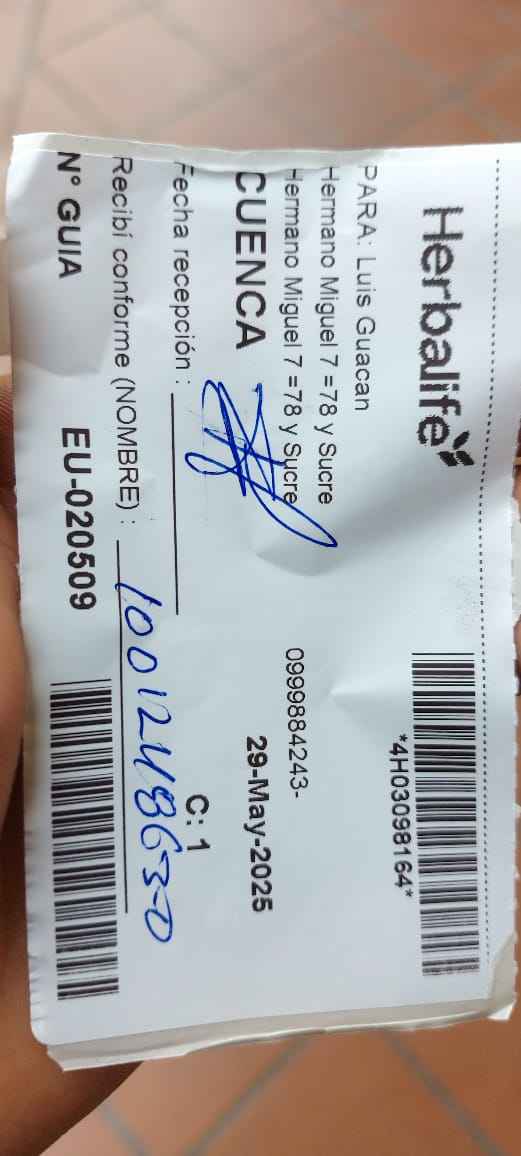 Herbalife
*4H03098164*
PARA: Luis Guacan
Hermano Miguel 7 =78 y Sucre
Hermano Miguel 7 =78 y Sucre
0999884243-
CUENCA
29-May-2025
Fecha recepción :
C: 1
Recibí conforme (NOMBRE) : 1001248630
N° GUIA EU-020509